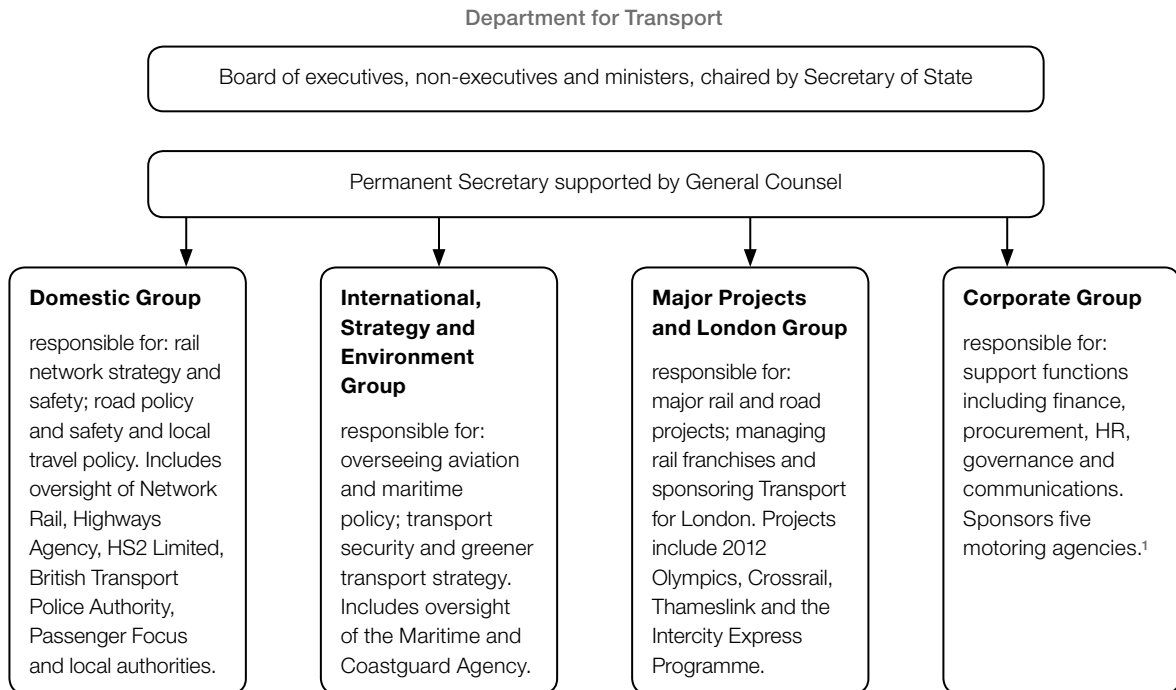 Department for Transport
Board of executives, non-executives and ministers, chaired by Secretary of State
Permanent Secretary supported by General Counsel
Domestic Group
responsible for: rail
network strategy and
safety; road policy
and safety and local
travel policy. Includes
oversight of Network
Rail, Highways
Agency, HS2 Limited,
British Transport
Police Authority,
Passenger Focus
and local authorities.
International,
Strategy and
Environment
Group
responsible for:
overseeing aviation
and maritime
policy; transport
security and greener
transport strategy.
Includes oversight
of the Maritime and
Coastguard Agency.
Major Projects
and London Group
responsible for:
major rail and road
projects; managing
rail franchises and
sponsoring Transport
for London. Projects
include 2012
Olympics, Crossrail,
Thameslink and the
Intercity Express
Programme.
Corporate Group
responsible for:
support functions
including finance,
procurement, HR,
governance and
communications.
Sponsors five
motoring agencies.¹